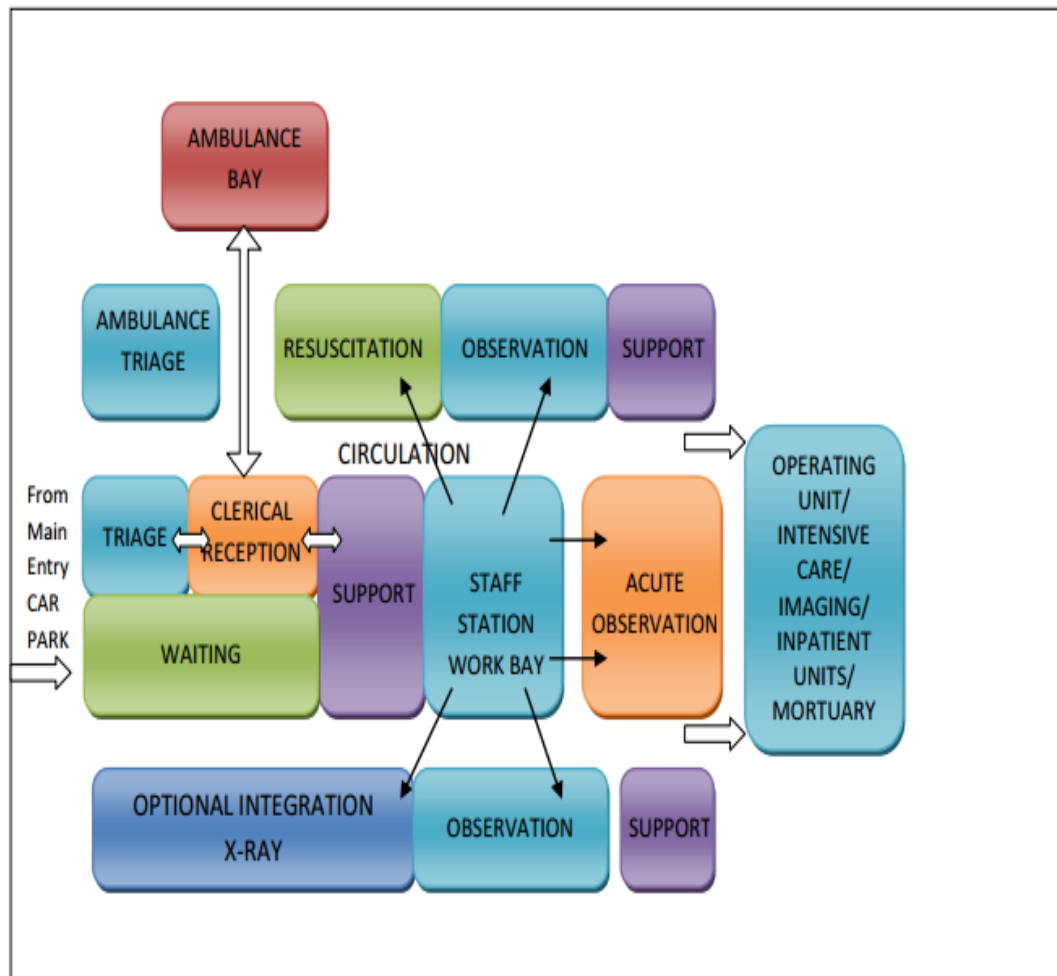 AMBULANCE
BAY
AMBULANCE
TRIAGE
RESUSCITATION
OBSERVATION
SUPPORT
CIRCULATION
From
Main
Entry
CAR
PARK
TRIAGE
CLERICAL
RECEPTION
WAITING
SUPPORT
STAFF
STATION
WORK BAY
ACUTE
OBSERVATION
OPERATING
UNIT/
INTENSIVE
CARE/
IMAGING/
INPATIENT
UNITS/
MORTUARY
OPTIONAL INTEGRATION
X-RAY
OBSERVATION
SUPPORT